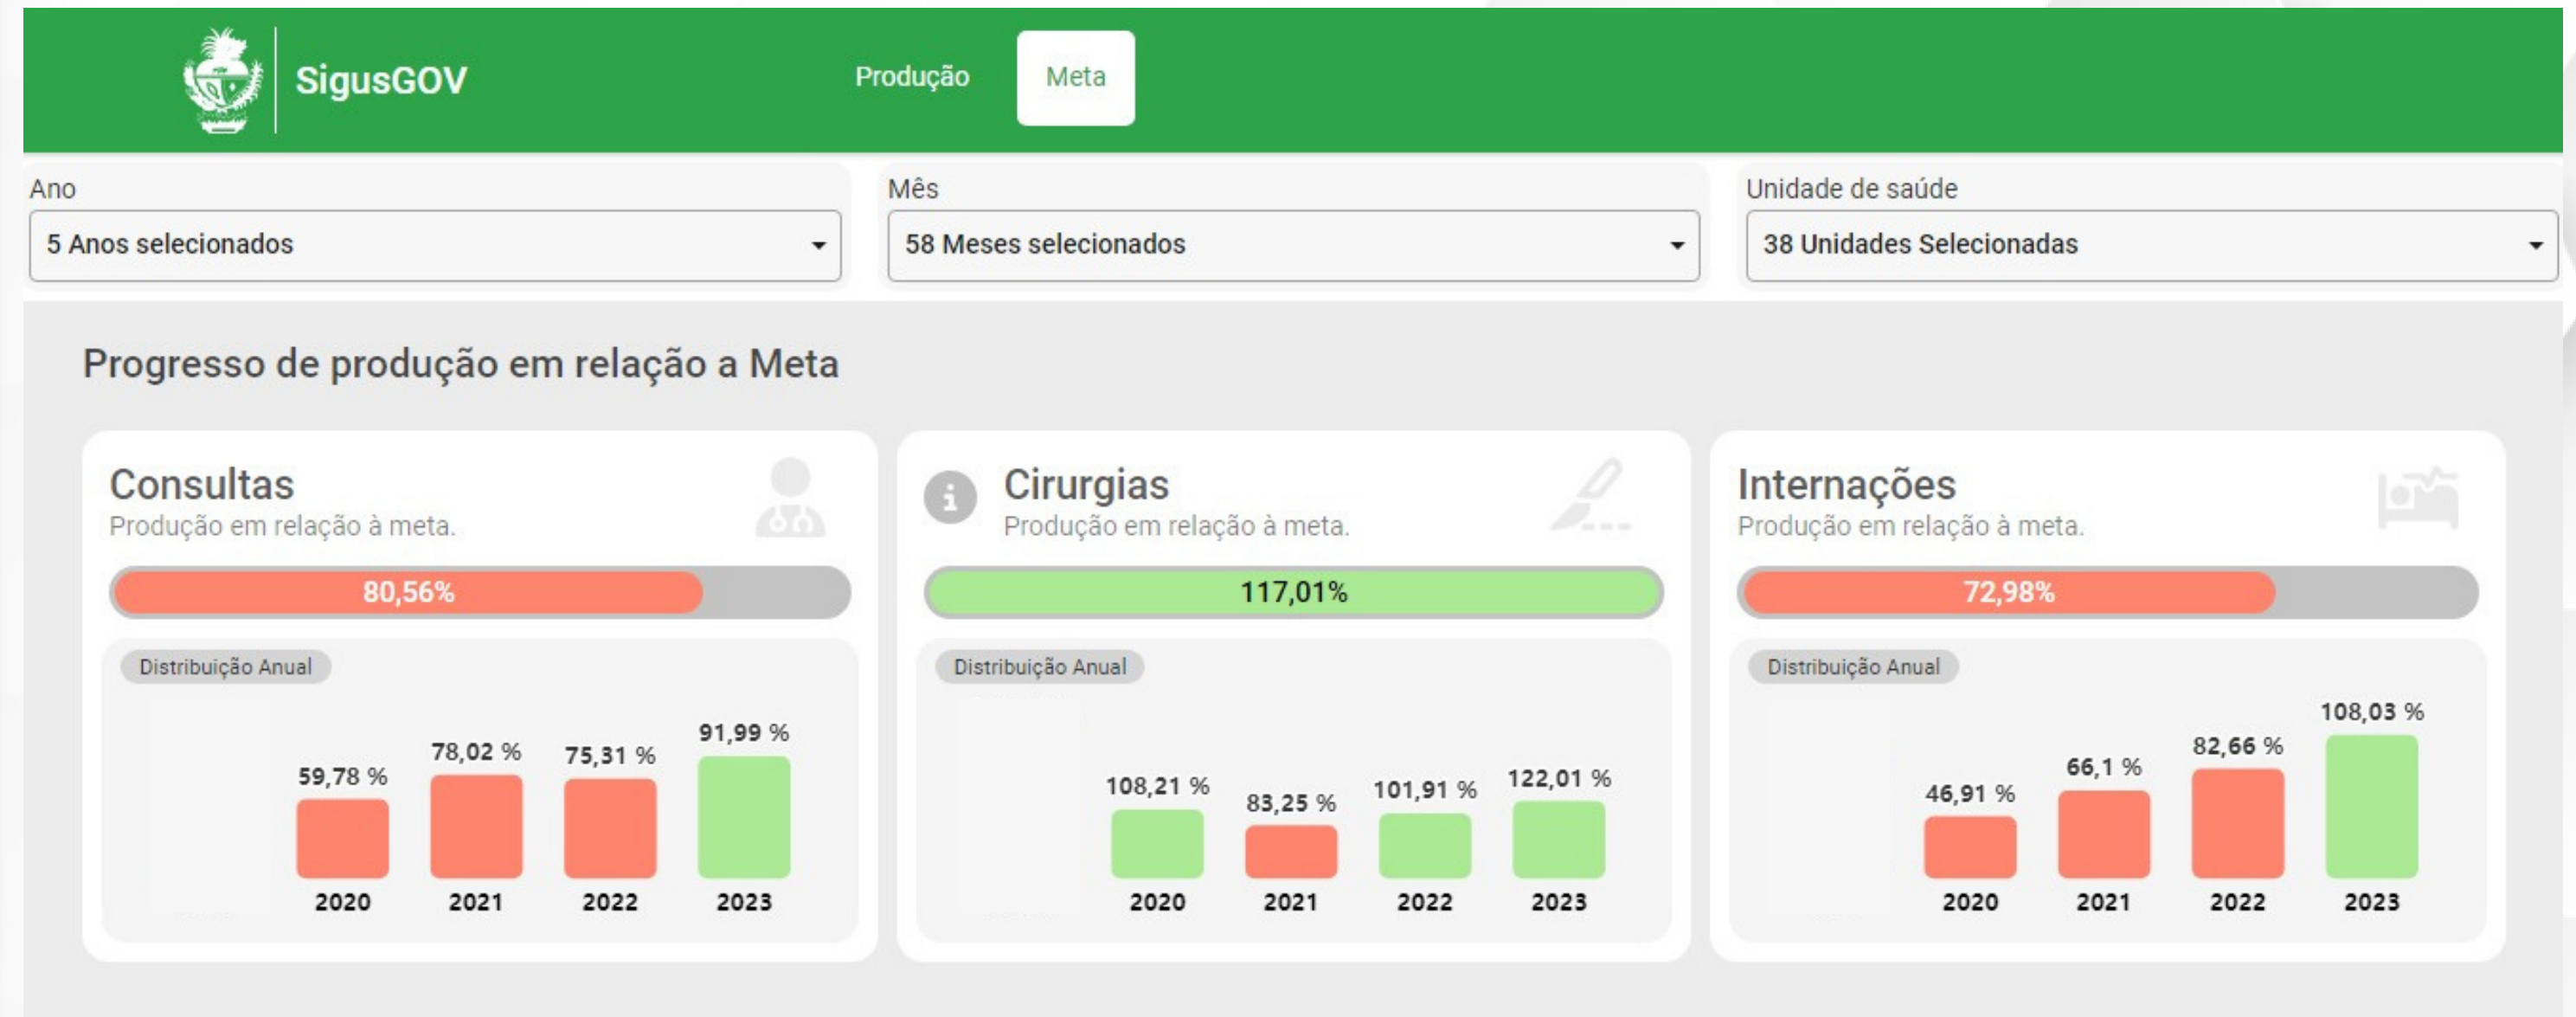 SigusGOV
Produção
Meta
Ano
5 Anos selecionados
Mês
58 Meses selecionados
Unidade de saúde
38 Unidades Selecionadas
Progresso de produção em relação a Meta
Consultas
Produção em relação à meta.
80,56%
Distribuição Anual
59,78 %
78,02 %
75,31 %
91,99 %
2020
2021
2022
2023
i
Cirurgias
Produção em relação à meta.
117,01%
Distribuição Anual
108,21 %
83,25 %
101,91 %
122,01 %
2020
2021
2022
2023
Internações
Produção em relação à meta.
72,98%
Distribuição Anual
46,91 %
66,1 %
82,66 %
108,03 %
2020
2021
2022
2023